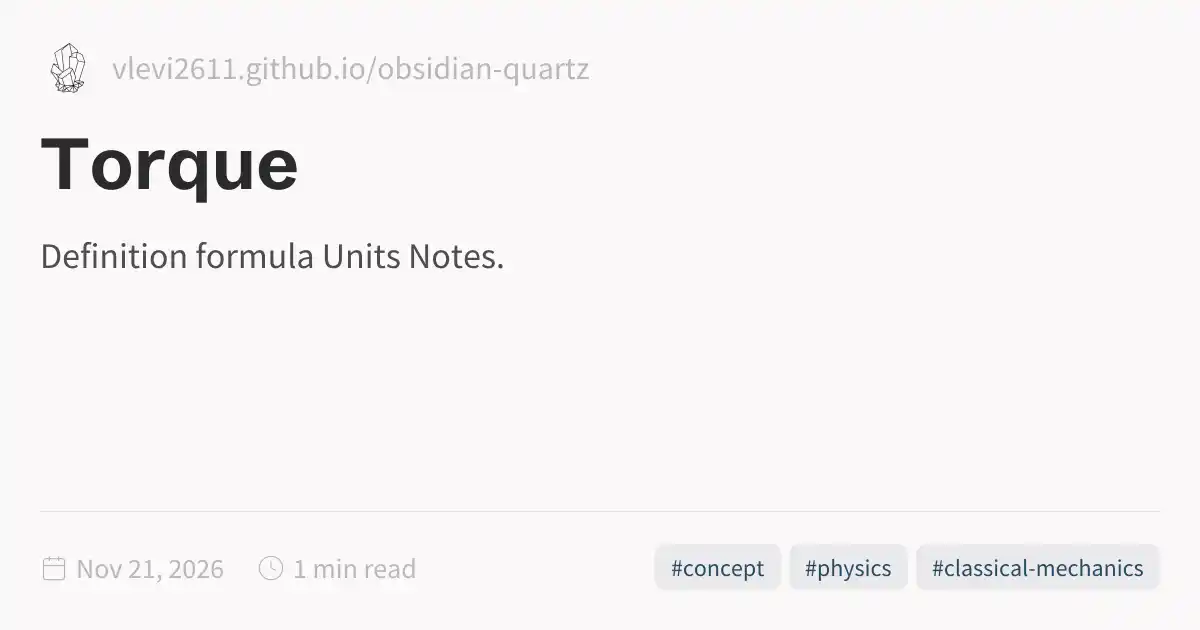 vlevi2611.github.io/obsidian-quartz
Torque
Definition formula Units Notes.
Nov 21, 2026 1 min read #concept #physics #classical-mechanics